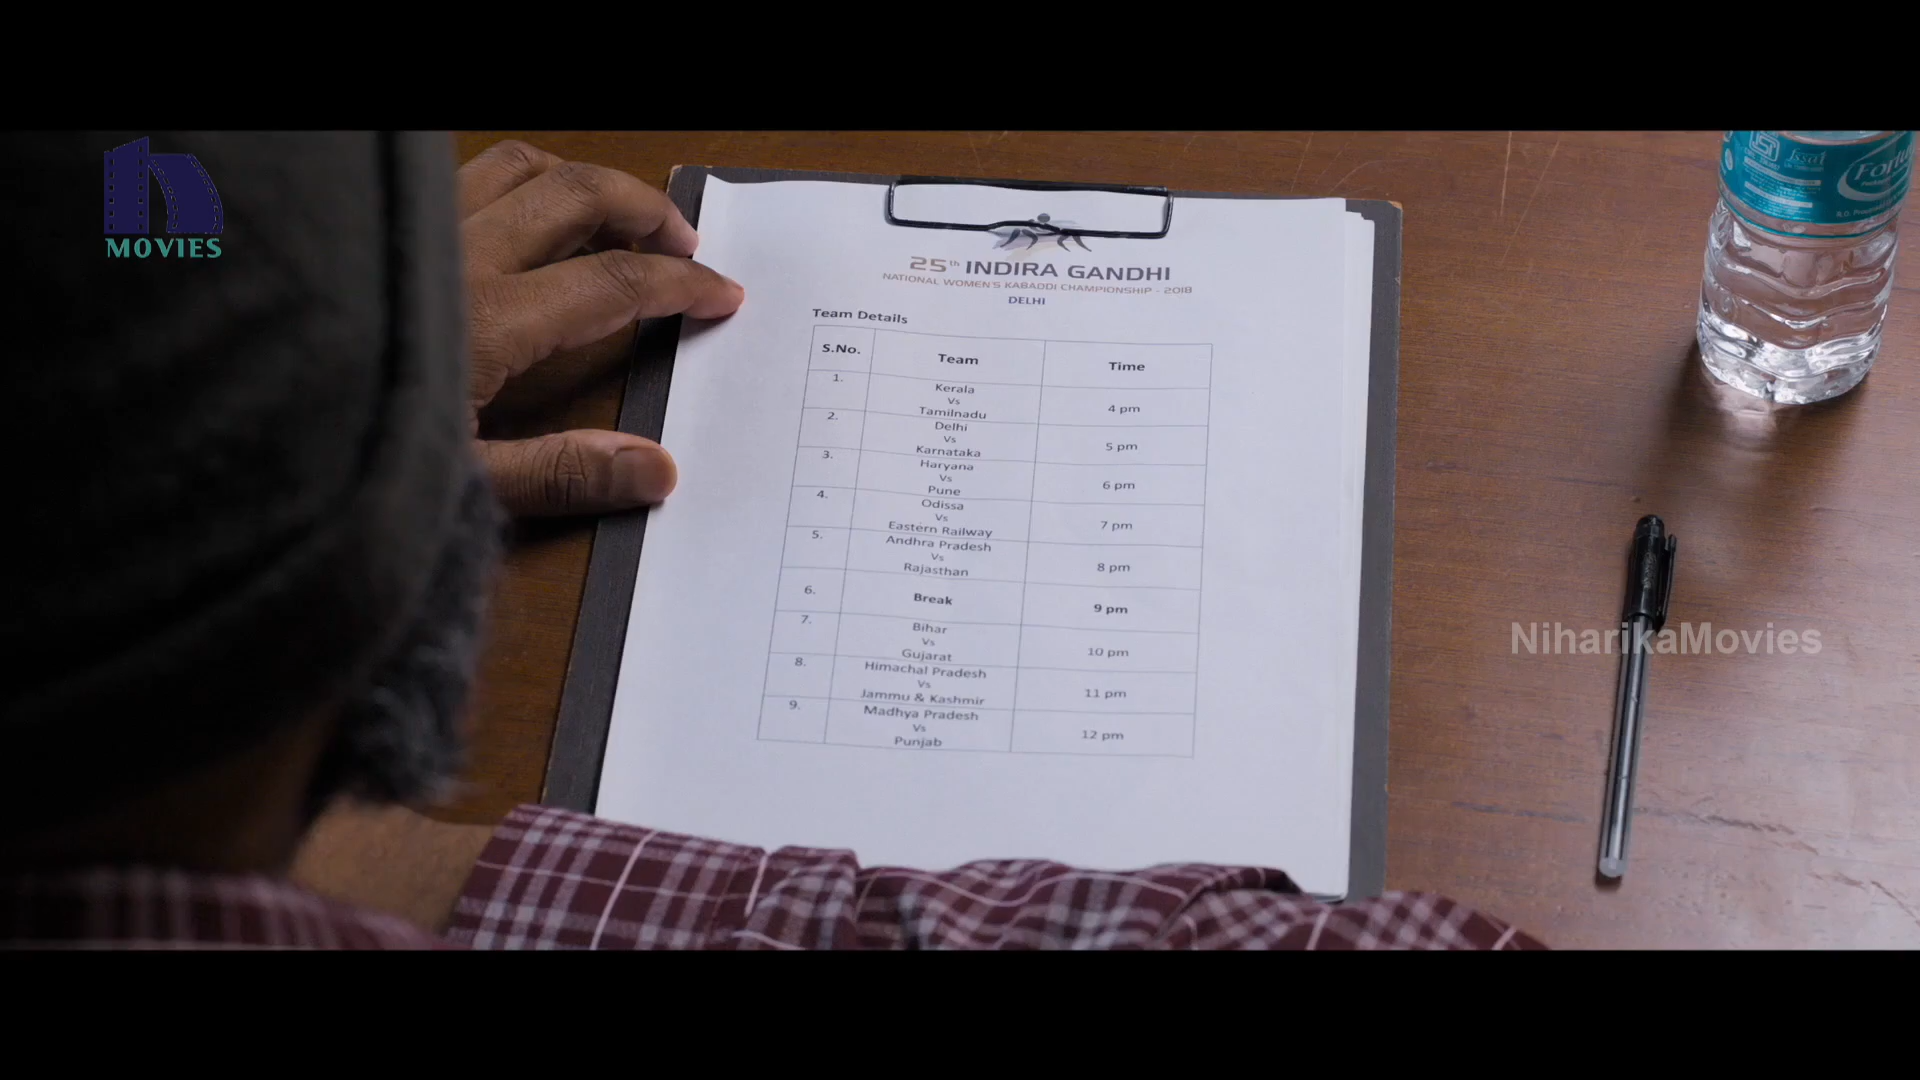 MOVIES
25th INDIRA GANDHI
NATIONAL WOMEN'S KABADDI CHAMPIONSHIP - 2018
DELHI
Team Details
S.No. Team Time
1. Kerala
Vs
Tamilnadu
4 pm
2. Delhi
Vs
Karnataka
5 pm
3. Haryana
Vs
Pune
6 pm
4. Odissa
Vs
Eastern Railway
7 pm
5. Andhra Pradesh
Vs
Rajasthan
8 pm
6. Break 9 pm
7. Bihar
Vs
Gujarat
10 pm
8. Himachal Pradesh
Vs
Jammu & Kashmir
11 pm
9. Madhya Pradesh
Vs
Punjab
12 pm
fssai
NiharikaMovies